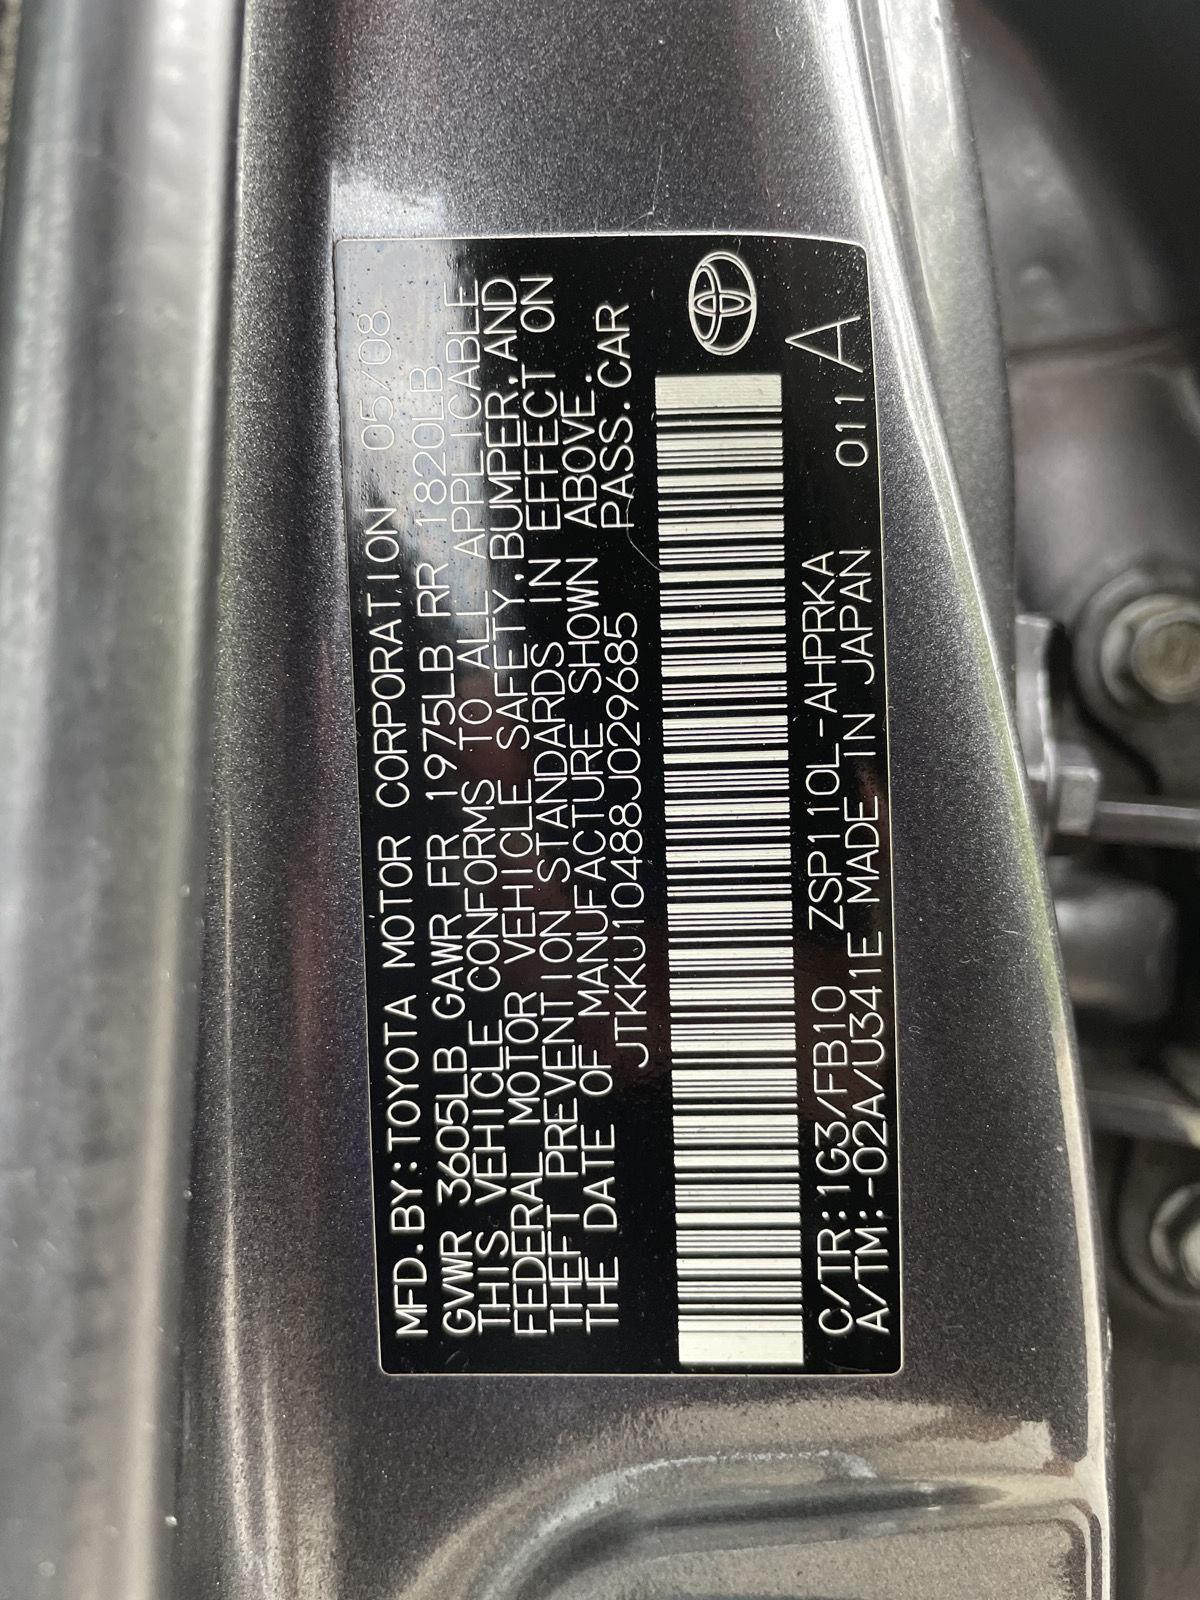 MFD.BY:TOYOTA MOTOR CORPORATION 05/08
GVWR 3605LB GAWR FR 1975LB RR 1820LB
THIS VEHICLE CONFORMS TO ALL APPLICABLE
FEDERAL MOTOR VEHICLE SAFETY,BUMPER,AND
THEFT PREVENTION STANDARDS IN EFFECT ON
THE DATE OF MANUFACTURE SHOWN ABOVE.
JTKKU10488J029685 PASS.CAR
C/TR:1G3/FB10 ZSP110L-AHPRKA 011A
A/TM:-02A/U341E MADE IN JAPAN